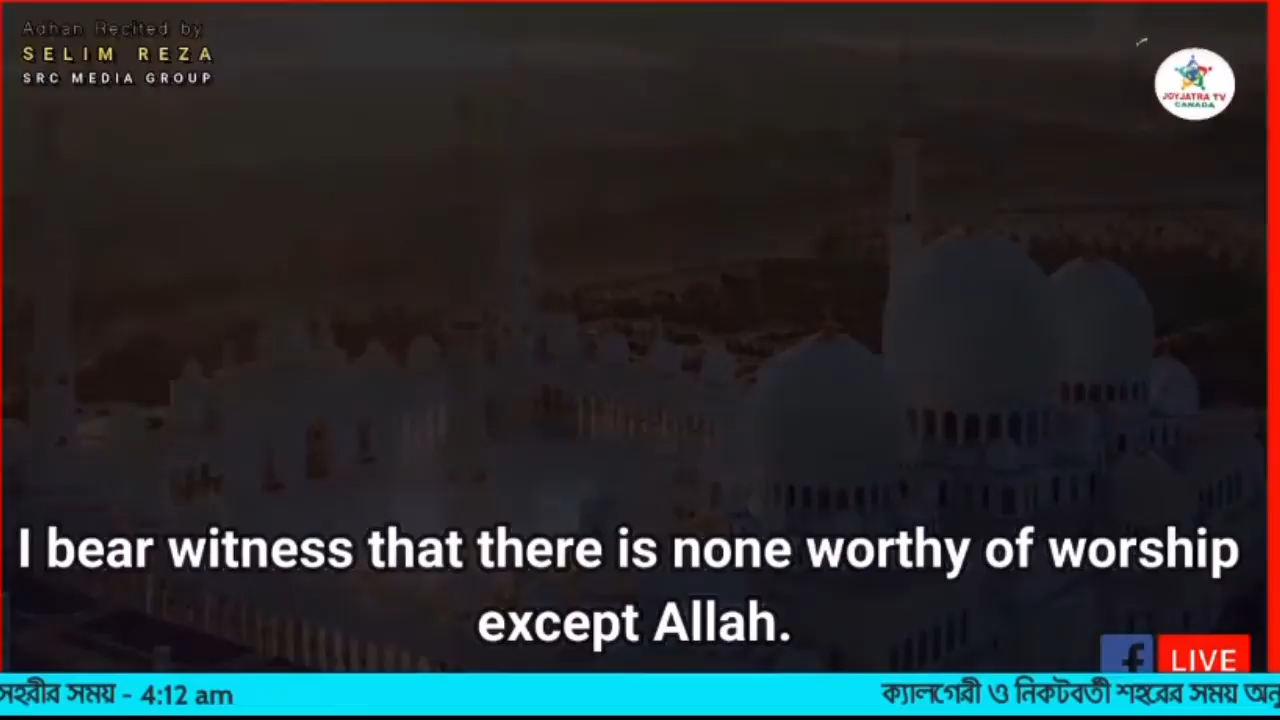 Adhan Recited by
SELIM REZA
SRC MEDIA GROUP
JOYJATRA TV
CANADA
I bear witness that there is none worthy of worship
except Allah.
f LIVE
সেহরীর সময় - 4:12 am
ক্যালগেরী ও নিকটবর্তী শহরের সময়